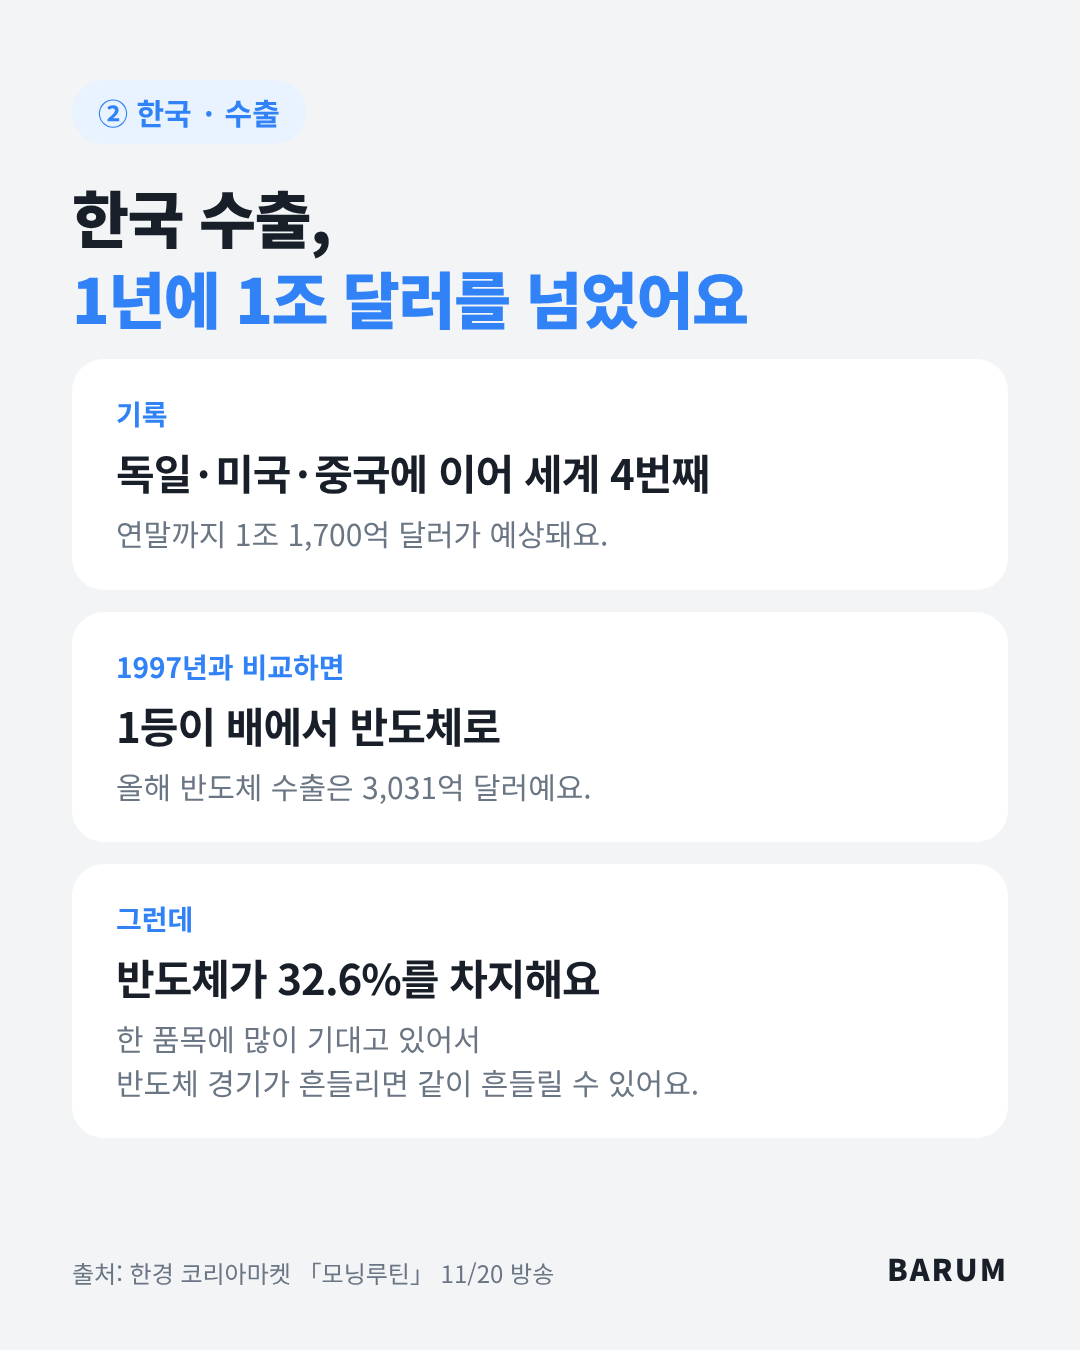 ② 한국 · 수출
한국 수출,
1년에 1조 달러를 넘었어요
기록
독일·미국·중국에 이어 세계 4번째
연말까지 1조 1,700억 달러가 예상돼요.
1997년과 비교하면
1등이 배에서 반도체로
올해 반도체 수출은 3,031억 달러예요.
그런데
반도체가 32.6%를 차지해요
한 품목에 많이 기대고 있어서
반도체 경기가 흔들리면 같이 흔들릴 수 있어요.
출처: 한경 코리아마켓 「모닝루틴」 11/20 방송
BARUM